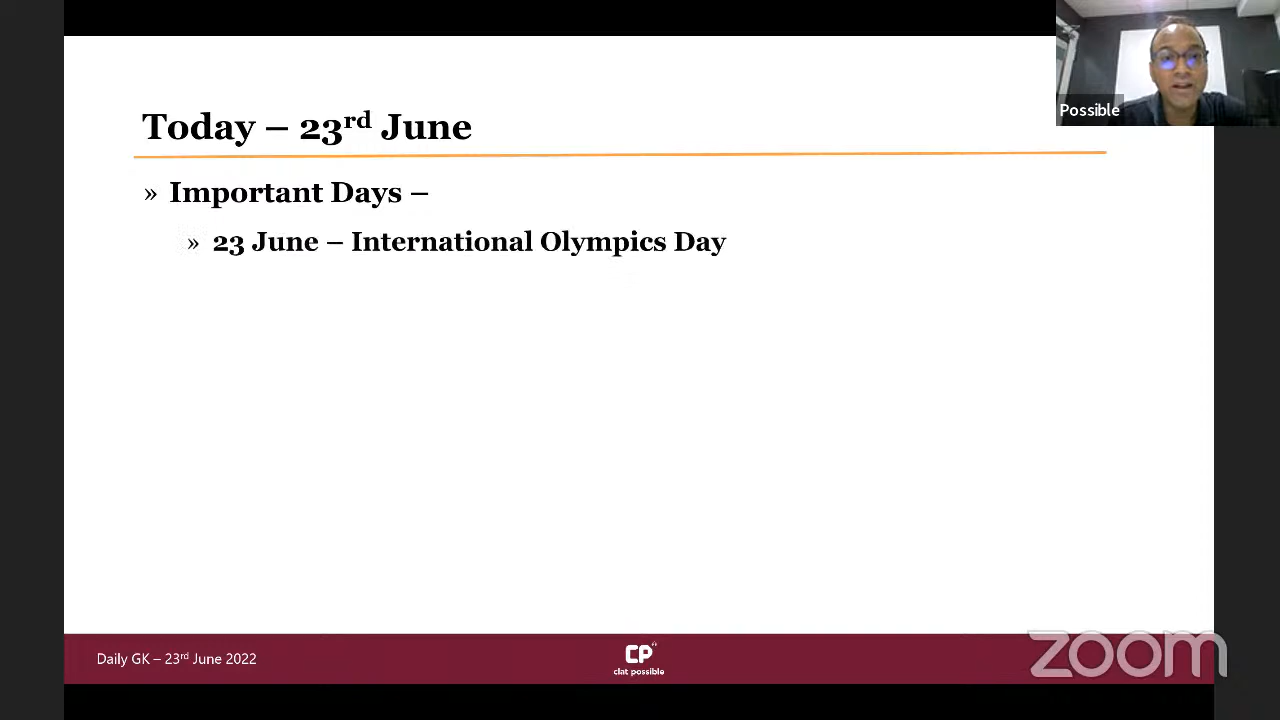 Possible
Today – 23rd June
» Important Days –
» 23 June – International Olympics Day
Daily GK – 23rd June 2022
CP
clat possible
zoom